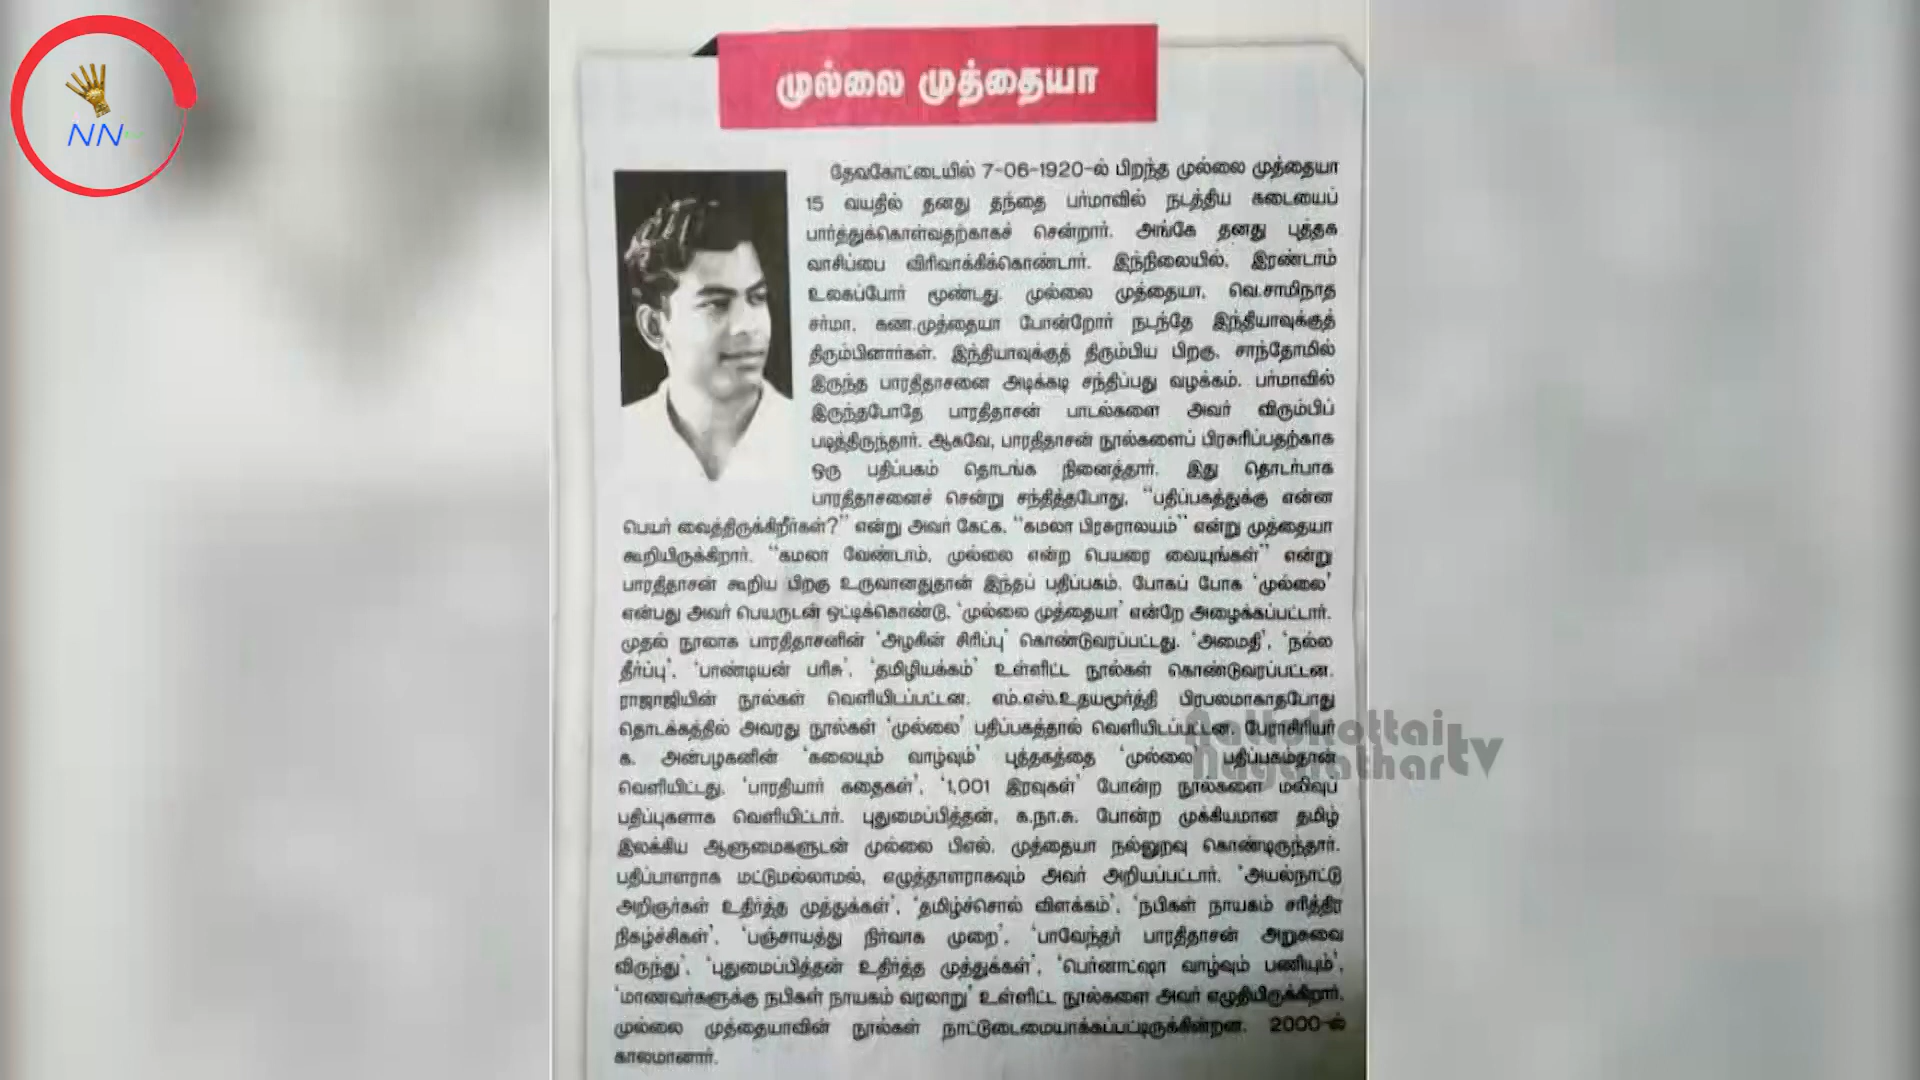 NN
முல்லை முத்தையா
தேவகோட்டையில் 7-06-1920-ல் பிறந்த முல்லை முத்தையா
15 வயதில் தனது தந்தை பர்மாவில் நடத்திய கடையைப்
பார்த்துக்கொள்வதற்காகச் சென்றார். அங்கே தனது புத்தக
வாசிப்பை விரிவாக்கிக்கொண்டார். இந்நிலையில், இரண்டாம்
உலகப்போர் மூண்டது. முல்லை முத்தையா, வெ.சாமிநாத
சர்மா, கண.முத்தையா போன்றோர் நடந்தே இந்தியாவுக்குத்
திரும்பினார்கள். இந்தியாவுக்குத் திரும்பிய பிறகு, சாந்தோமில்
இருந்த பாரதிதாசனை அடிக்கடி சந்திப்பது வழக்கம். பர்மாவில்
இருந்தபோதே பாரதிதாசன் பாடல்களை அவர் விரும்பிப்
படித்திருந்தார். ஆகவே, பாரதிதாசன் நூல்களைப் பிரசுரிப்பதற்காக
ஒரு பதிப்பகம் தொடங்க நினைத்தார். இது தொடர்பாக
பாரதிதாசனைச் சென்று சந்தித்தபோது, “பதிப்பகத்துக்கு என்ன
பெயர் வைத்திருக்கிறீர்கள்?” என்று அவர் கேட்க, “கமலா பிரசுராலயம்” என்று முத்தையா
கூறியிருக்கிறார். “கமலா வேண்டாம், முல்லை என்ற பெயரை வையுங்கள்” என்று
பாரதிதாசன் கூறிய பிறகு உருவானதுதான் இந்தப் பதிப்பகம். போகப் போக ‘முல்லை’
என்பது அவர் பெயருடன் ஒட்டிக்கொண்டு, ‘முல்லை முத்தையா’ என்றே அழைக்கப்பட்டார்.
முதல் நூலாக பாரதிதாசனின் ‘அழகின் சிரிப்பு’ கொண்டுவரப்பட்டது. ‘அமைதி’, ‘நல்ல
தீர்ப்பு’, ‘பாண்டியன் பரிசு’, ‘தமிழியக்கம்’ உள்ளிட்ட நூல்கள் கொண்டுவரப்பட்டன.
ராஜாஜியின் நூல்கள் வெளியிடப்பட்டன. எம்.எஸ்.உதயமூர்த்தி பிரபலமாகாதபோது
தொடக்கத்தில் அவரது நூல்கள் ‘முல்லை’ பதிப்பகத்தால் வெளியிடப்பட்டன. பேராசிரியர்
க. அன்பழகனின் ‘கலையும் வாழ்வும்’ புத்தகத்தை ‘முல்லை’ பதிப்பகம்தான்
வெளியிட்டது. ‘பாரதியார் கதைகள்’, ‘1,001 இரவுகள்’ போன்ற நூல்களை மலிவுப்
பதிப்புகளாக வெளியிட்டார். புதுமைப்பித்தன், க.நா.சு. போன்ற முக்கியமான தமிழ்
இலக்கிய ஆளுமைகளுடன் முல்லை பிஎல். முத்தையா நல்லுறவு கொண்டிருந்தார்.
பதிப்பாளராக மட்டுமல்லாமல், எழுத்தாளராகவும் அவர் அறியப்பட்டார். ‘அயல்நாட்டு
அறிஞர்கள் உதிர்த்த முத்துக்கள்’, ‘தமிழ்ச்சொல் விளக்கம்’, ‘நபிகள் நாயகம் சரித்திர
நிகழ்ச்சிகள்’, ‘பஞ்சாயத்து நிர்வாக முறை’, ‘பாவேந்தர் பாரதிதாசன் அறுசுவை
விருந்து’, ‘புதுமைப்பித்தன் உதிர்த்த முத்துக்கள்’, ‘பெர்னாட்ஷா வாழ்வும் பணியும்’,
‘மாணவர்களுக்கு நபிகள் நாயகம் வரலாறு’ உள்ளிட்ட நூல்களை அவர் எழுதியிருக்கிறார்.
முல்லை முத்தையாவின் நூல்கள் நாட்டுடைமையாக்கப்பட்டிருக்கின்றன. 2000-ல்
காலமானார்.
Nattukottai
Nagarathar tv